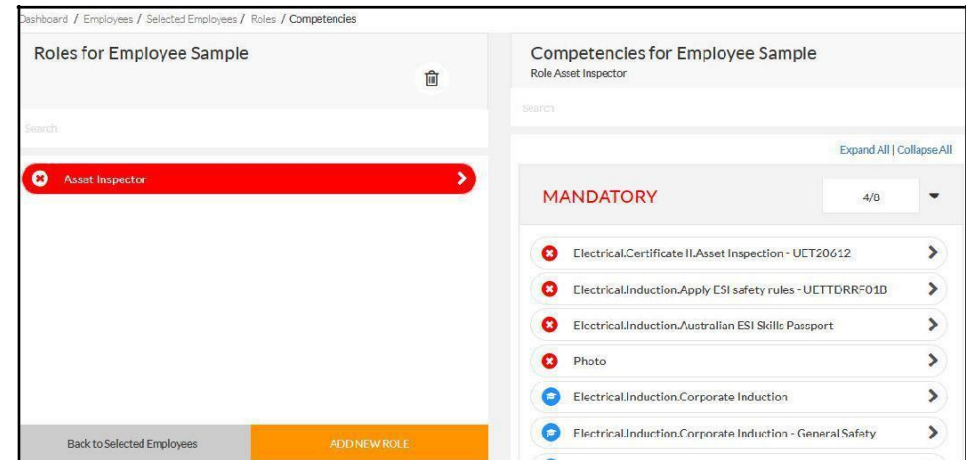 Dashboard / Employees / Selected Employees / Roles / Competencies
Roles for Employee Sample
Search
Asset Inspector
Back to Selected Employees
ADD NEW ROLE
Competencies for Employee Sample
Role Asset Inspector
Search
Expand All | Collapse All
MANDATORY
4/8
Electrical.Certificate II.Asset Inspection - UET20612
Electrical.Induction.Apply ESI safety rules - UETTDRRF01B
Electrical.Induction.Australian ESI Skills Passport
Photo
Electrical.Induction.Corporate Induction
Electrical.Induction.Corporate Induction - General Safety